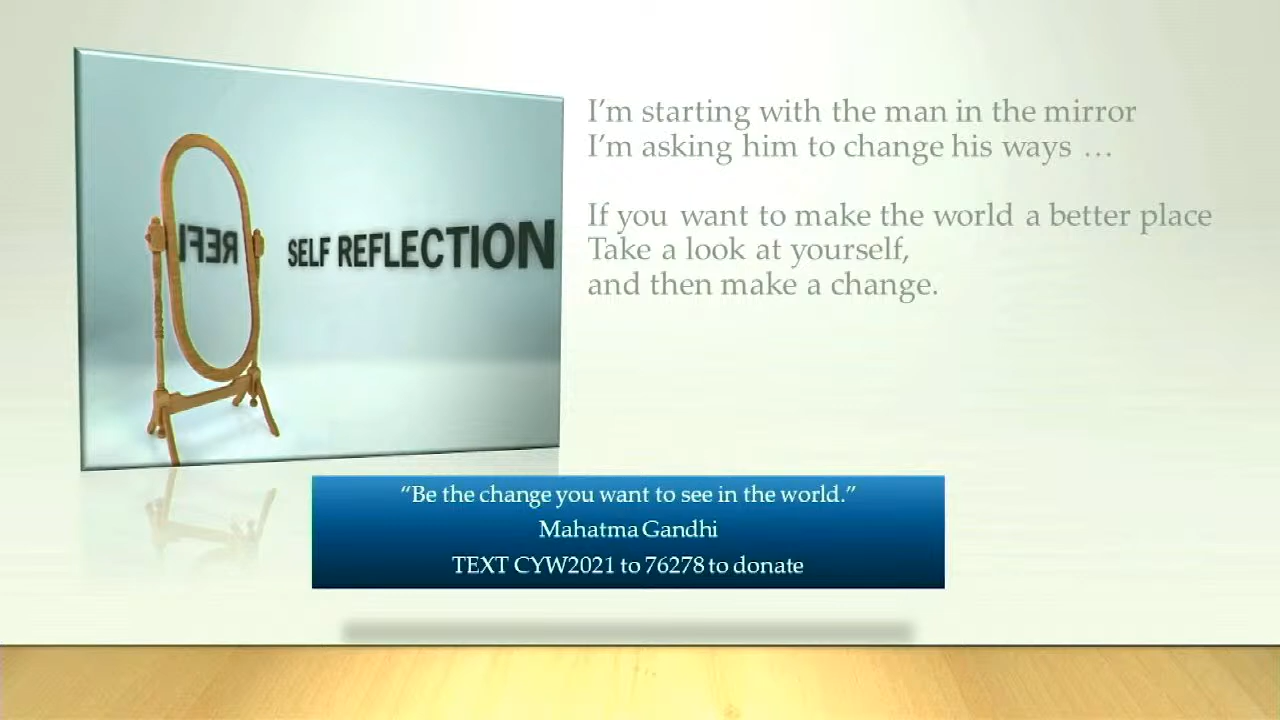 REFL
SELF REFLECTION
I'm starting with the man in the mirror
I'm asking him to change his ways …
If you want to make the world a better place
Take a look at yourself,
and then make a change.
“Be the change you want to see in the world.”
Mahatma Gandhi
TEXT CYW2021 to 76278 to donate